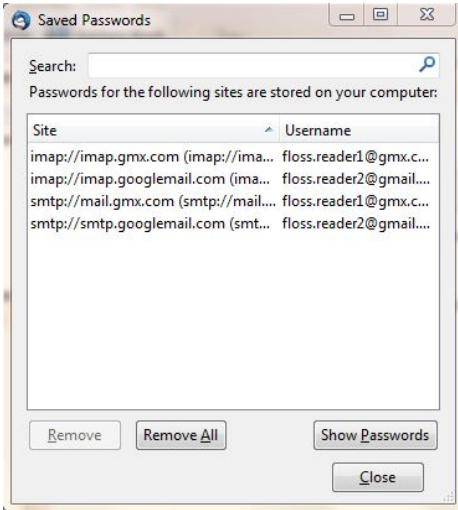 Saved Passwords
Search:
Passwords for the following sites are stored on your computer:
Site Username
imap://imap.gmx.com (imap://ima... floss.reader1@gmx.c...
imap://imap.googlemail.com (ima... floss.reader2@gmail....
smtp://mail.gmx.com (smtp://mail.... floss.reader1@gmx.c...
smtp://smtp.googlemail.com (smt... floss.reader2@gmail....
Remove Remove All Show Passwords
Close